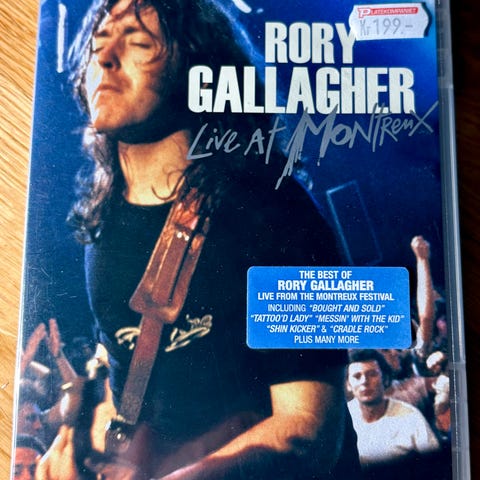 PLATEKOMPANIET
Kr 199.-
RORY
GALLAGHER
Live At Montreux
THE BEST OF
RORY GALLAGHER
LIVE FROM THE MONTREUX FESTIVAL
INCLUDING "BOUGHT AND SOLD"
"TATTOO'D LADY" "MESSIN' WITH THE KID"
"SHIN KICKER" & "CRADLE ROCK"
PLUS MANY MORE